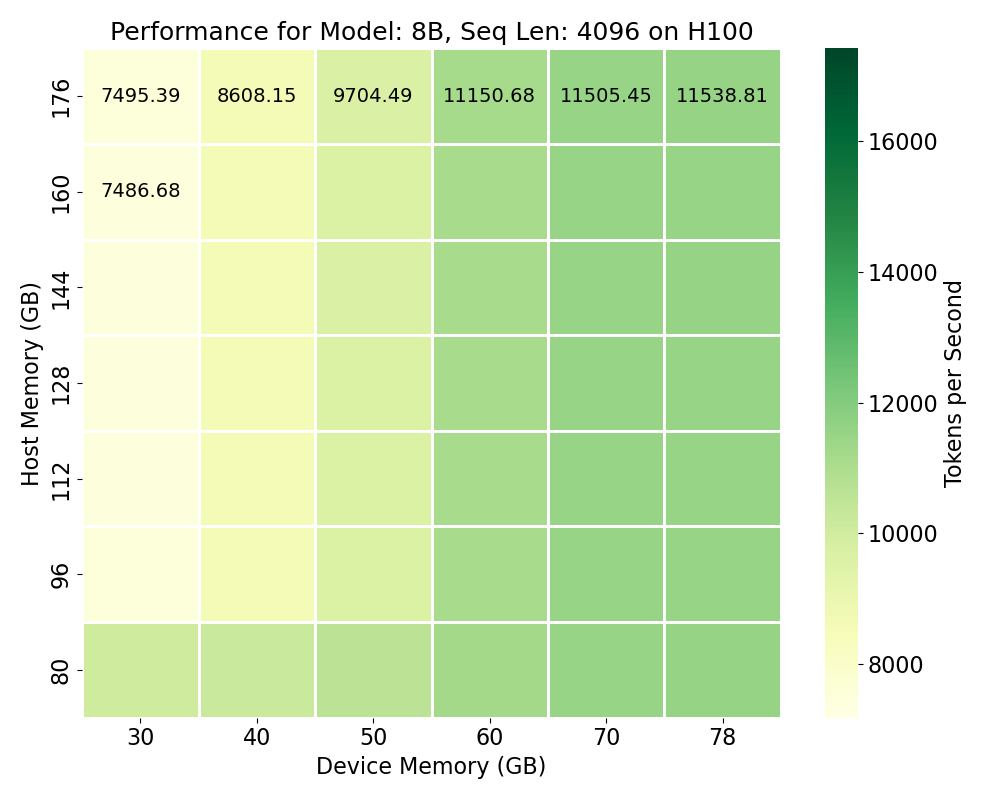 Performance for Model: 8B, Seq Len: 4096 on H100
Host Memory (GB)
176
160
144
128
112
96
80
7495.39 8608.15 9704.49 11150.68 11505.45 11538.81
7486.68
30 40 50 60 70 78
Device Memory (GB)
16000
14000
12000
10000
8000
Tokens per Second